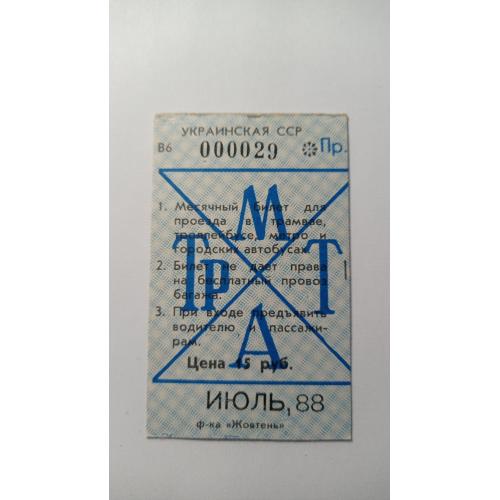 УКРАИНСКАЯ ССР
В6 000029 Пр.
1. Месячный билет для
проезда в трамвае,
троллейбусе, метро и
городских автобусах.
2. Билет не дает права
на бесплатный провоз
багажа.
3. При входе предъявить
водителю и пассажи-
рам.
М
Тр Т
А
Цена 15 руб.
ИЮЛЬ, 88
ф-ка «Жовтень»